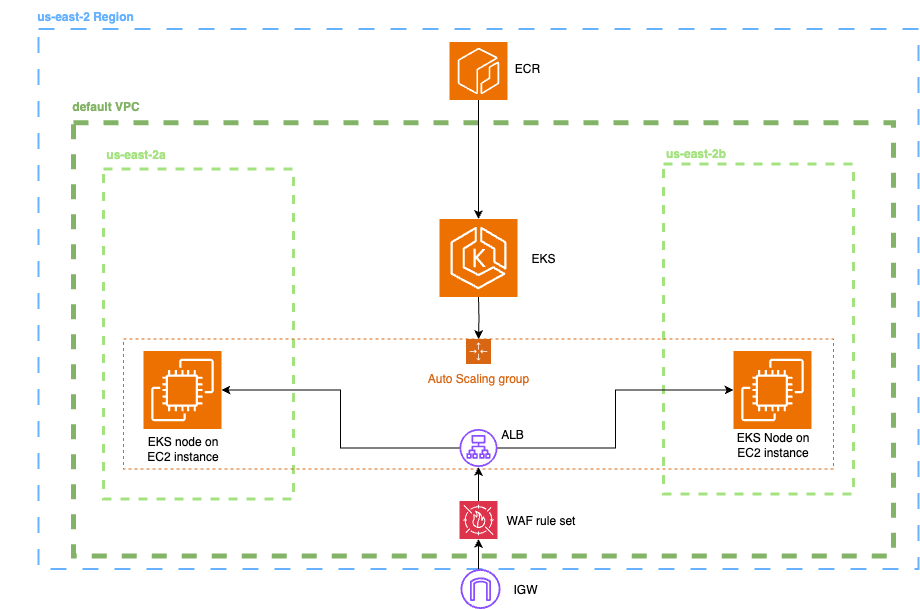 us-east-2 Region
ECR
default VPC
us-east-2a
us-east-2b
K
EKS
Auto Scaling group
ALB
EKS node on
EC2 instance
EKS Node on
EC2 instance
WAF rule set
IGW